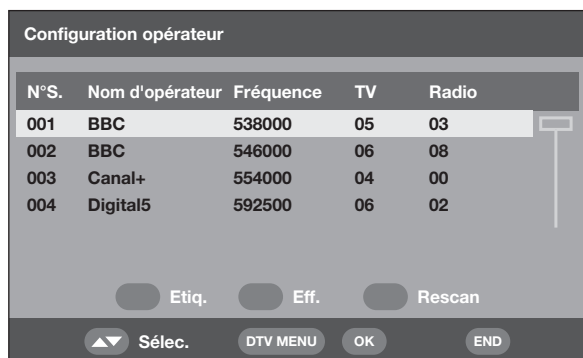 Configuration opérateur
N°S. Nom d'opérateur Fréquence TV Radio
001 BBC 538000 05 03
002 BBC 546000 06 08
003 Canal+ 554000 04 00
004 Digital5 592500 06 02
Etiq. Eff. Rescan
Sélec. DTV MENU OK END